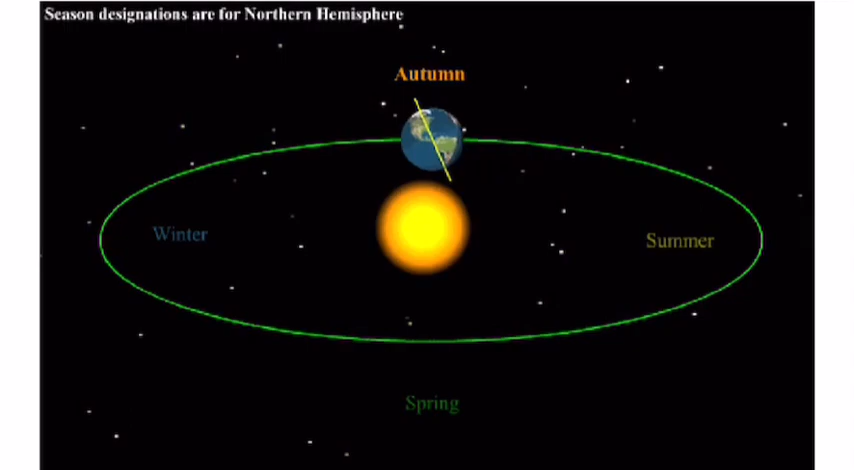 Season designations are for Northern Hemisphere
Autumn
Winter
Summer
Spring